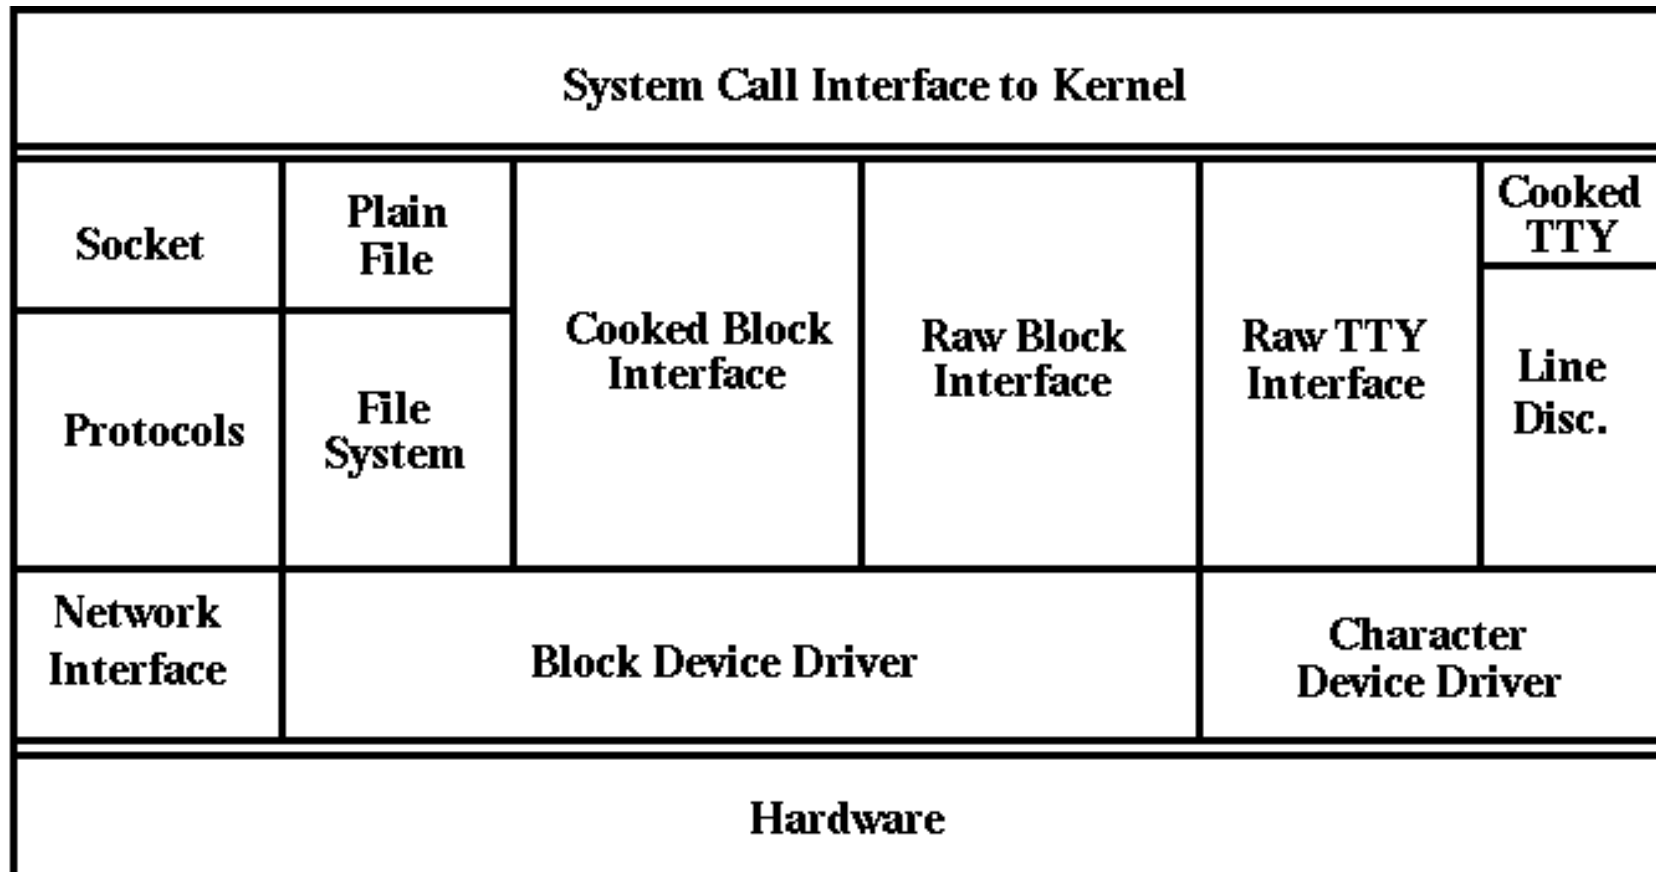 System Call Interface to Kernel
Socket
Plain
File
Cooked Block
Interface
Raw Block
Interface
Raw TTY
Interface
Cooked
TTY
Protocols
File
System
Line
Disc.
Network
Interface
Block Device Driver
Character
Device Driver
Hardware